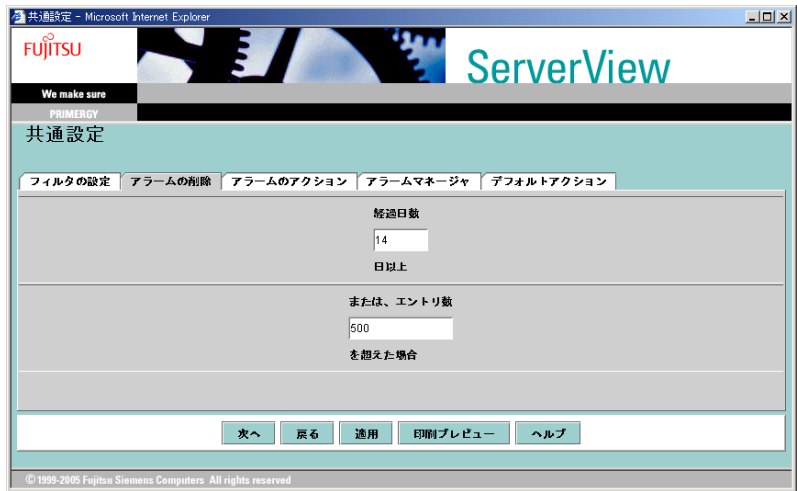 共通設定 - Microsoft Internet Explorer
FUJITSU
ServerView
We make sure
PRIMERGY
共通設定
フィルタの設定 アラームの削除 アラームのアクション アラームマネージャ デフォルトアクション
経過日数
14
日以上
または、エントリ数
500
を超えた場合
次へ 戻る 適用 印刷プレビュー ヘルプ
© 1999-2005 Fujitsu Siemens Computers All rights reserved